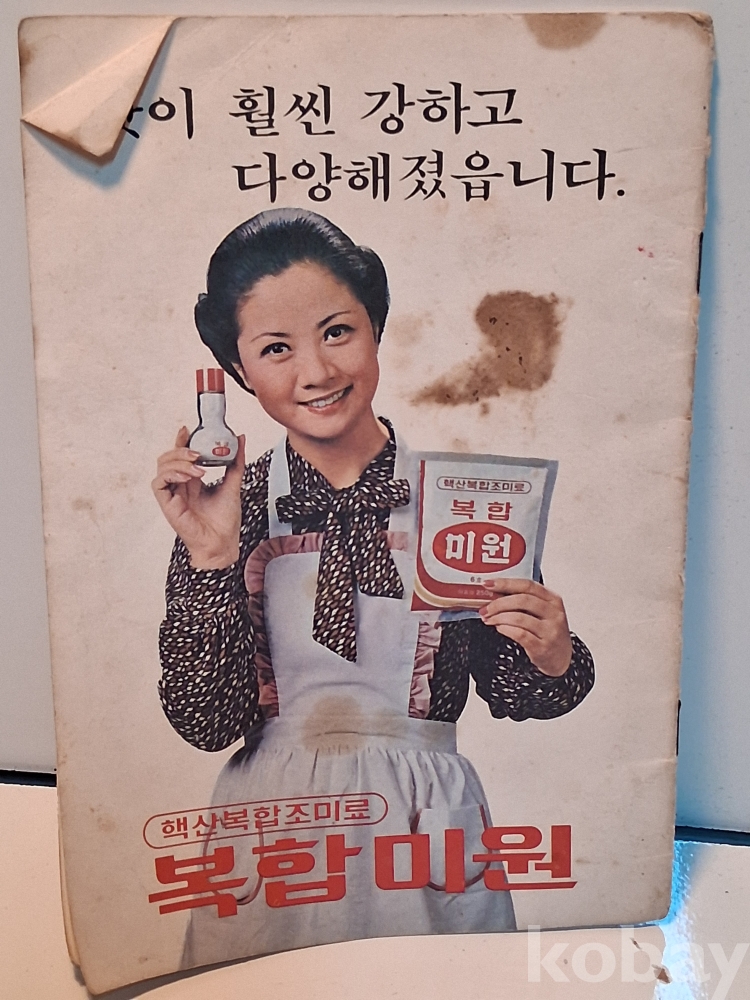 이 훨씬 강하고
다양해졌읍니다.
핵산복합조미료
복합
미원
핵산복합조미료
복합미원
kobay